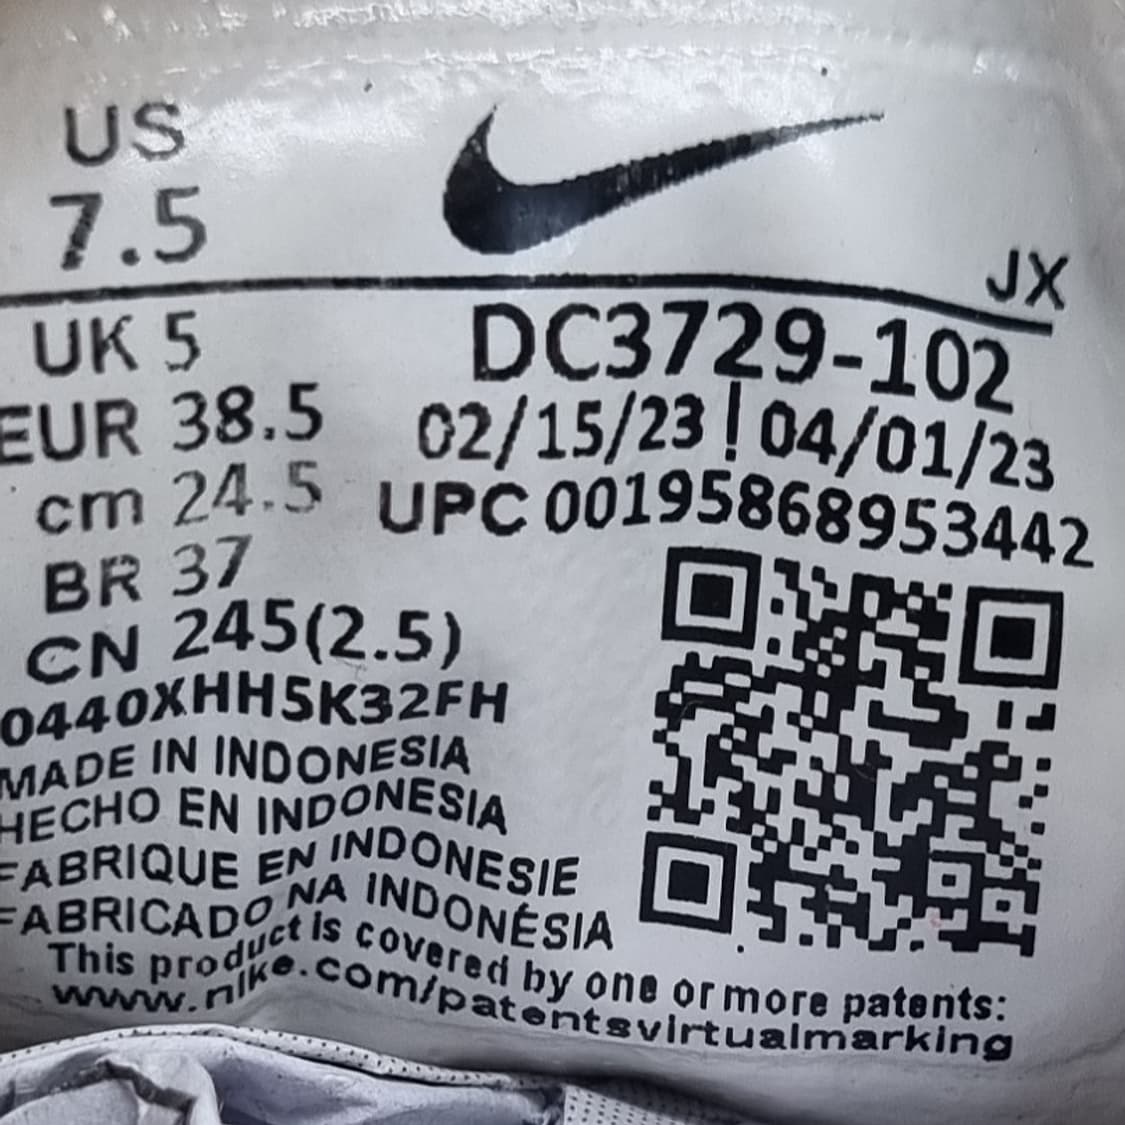 US
7.5
JX
UK 5
DC3729-102
EUR 38.5
02/15/23 | 04/01/23
cm 24.5
UPC 00195868953442
BR 37
CN 245(2.5)
0440XHH5K32FH
MADE IN INDONESIA
HECHO EN INDONESIA
FABRIQUE EN INDONESIE
FABRICADO NA INDONÉSIA
This product is covered by one or more patents:
www.nike.com/patentsvirtualmarking